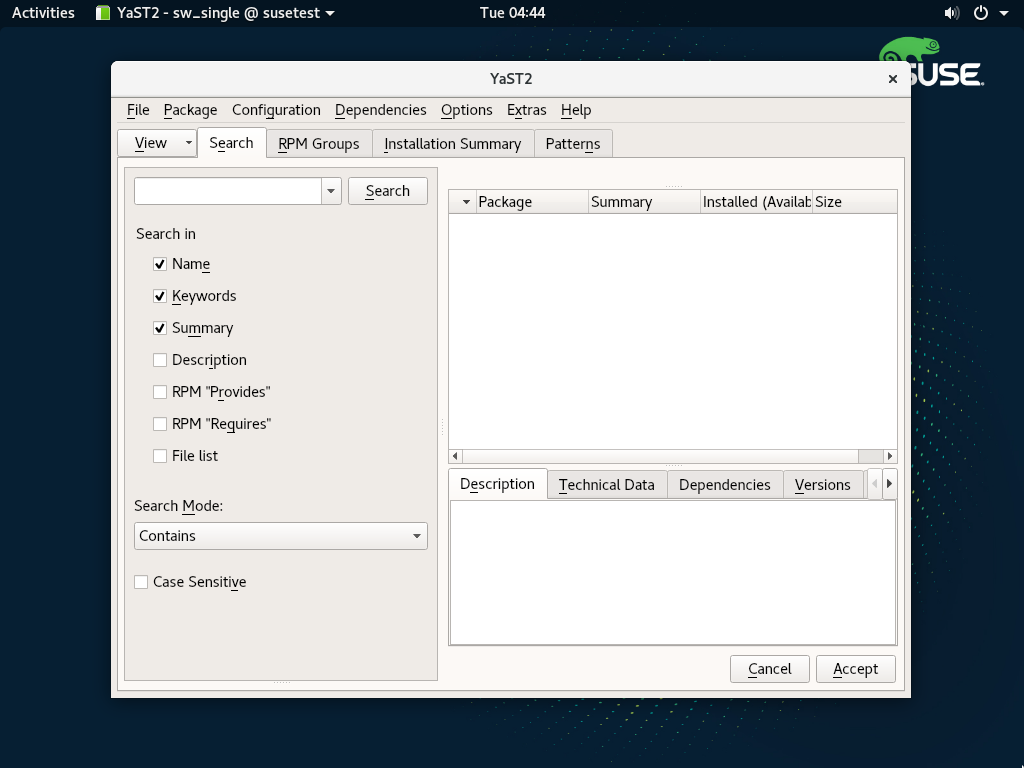 Activities YaST2 - sw_single @ susetest Tue 04:44
SUSE
YaST2
File Package Configuration Dependencies Options Extras Help
View Search RPM Groups Installation Summary Patterns
Search
Package Summary Installed (Availab Size
Search in
Name
Keywords
Summary
Description
RPM "Provides"
RPM "Requires"
File list
Description Technical Data Dependencies Versions
Search Mode:
Contains
Case Sensitive
Cancel Accept